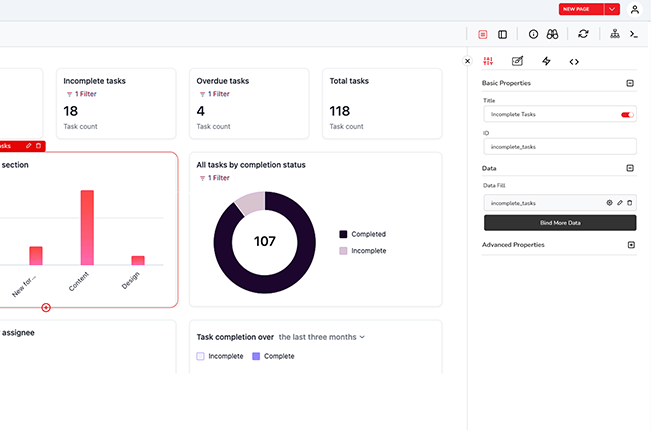 NEW PAGE
Incomplete tasks
1 Filter
18
Task count
Overdue tasks
1 Filter
4
Task count
Total tasks
118
Task count
section
New for...
Content
Design
All tasks by completion status
1 Filter
107
Completed
Incomplete
assignee
Task completion over the last three months
Incomplete Complete
Basic Properties
Title
Incomplete Tasks
ID
incomplete_tasks
Data
Data Fill
incomplete_tasks
Bind More Data
Advanced Properties